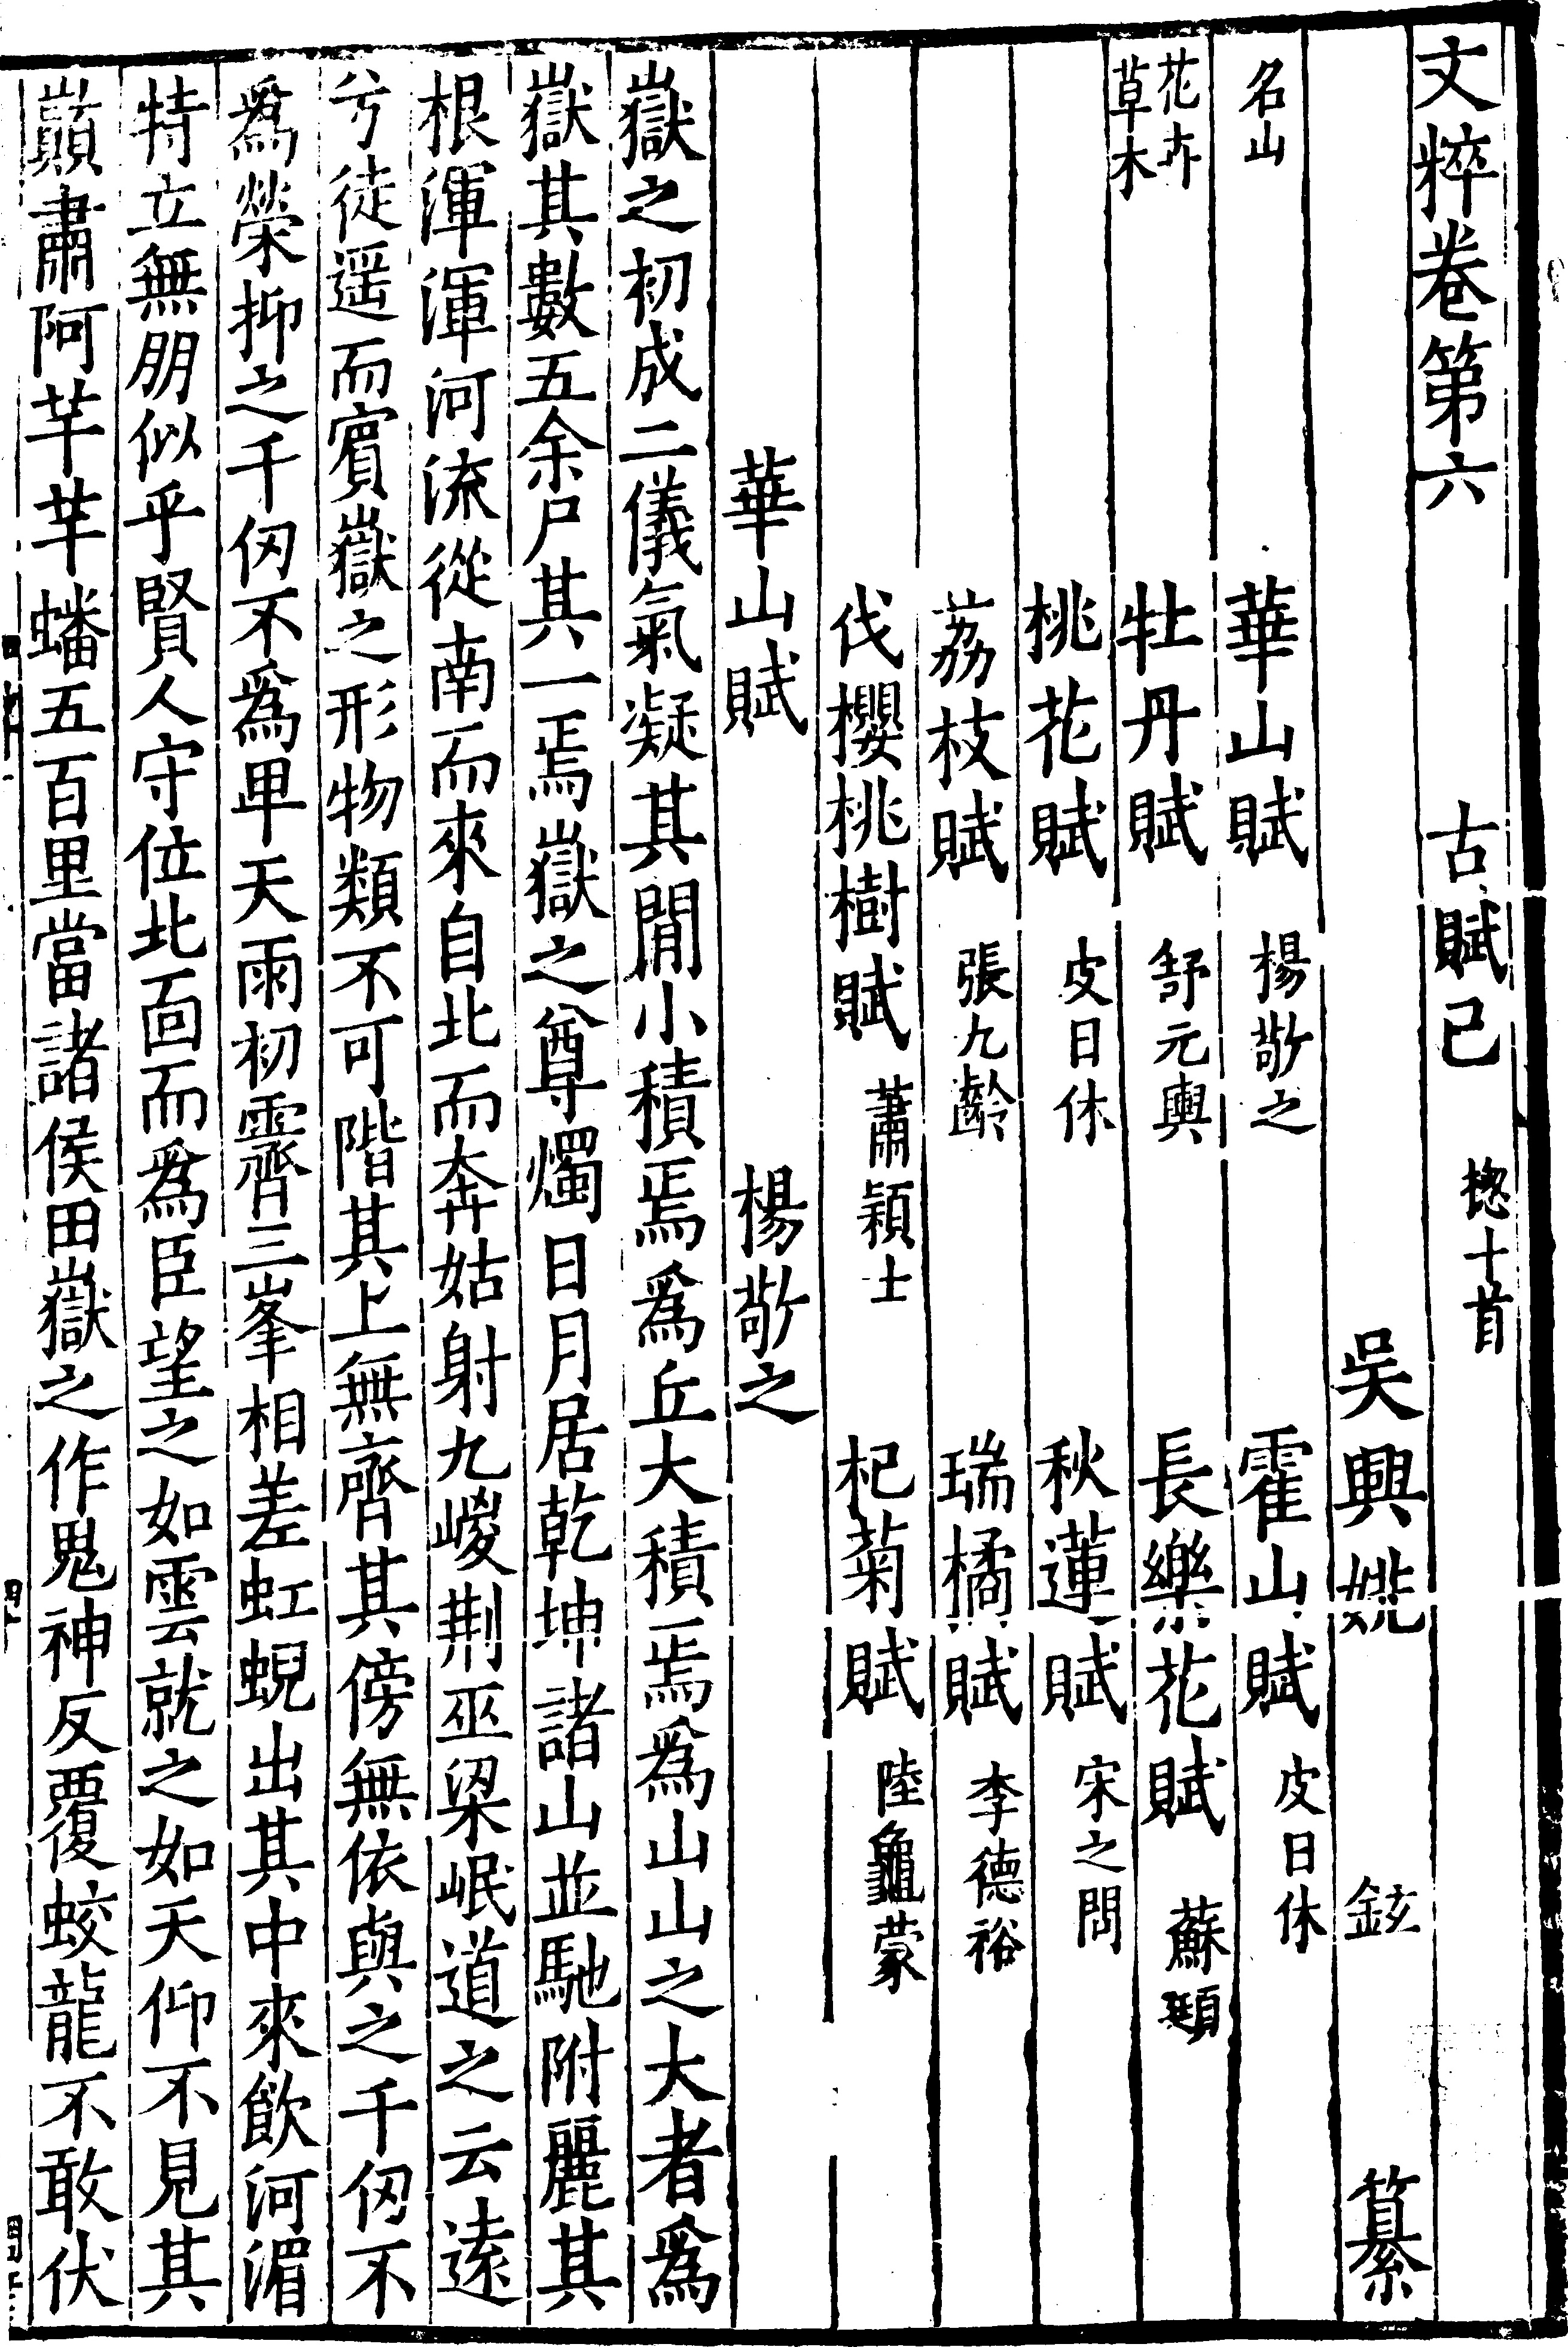 文粹卷第六 古賦己 揔十首
吳興姚 鉉 纂
名山 華山賦 楊敬之 霍山賦 皮日休
花卉草木 牡丹賦 舒元輿 長樂花賦 蘇頲
桃花賦 皮日休 秋蓮賦 宋之問
荔枝賦 張九齡 瑞橘賦 李德裕
伐櫻桃樹賦 蕭穎士 杞菊賦 陸龜蒙
華山賦 楊敬之
嶽之初成二儀氣凝其閒小積焉爲丘大積焉爲山山之大者爲
嶽其數五余尸其一焉嶽之尊燭日月居乾坤諸山並馳附麗其
根渾渾河流從南而來自北而奔姑射九嵕荆巫梁岷道之云遠
兮徒遥而賓嶽之形物類不可階其上無齊其傍無依與之千仞不
爲榮抑之千仞不爲卑天雨初霽三峯相差虹蜺出其中來飲河湄
特立無朋似乎賢人守位北面而爲臣望之如雲就之如天仰不見其
巔肅阿芊芊蟠五百里當諸侯田嶽之作鬼神反覆蛟龍不敢伏